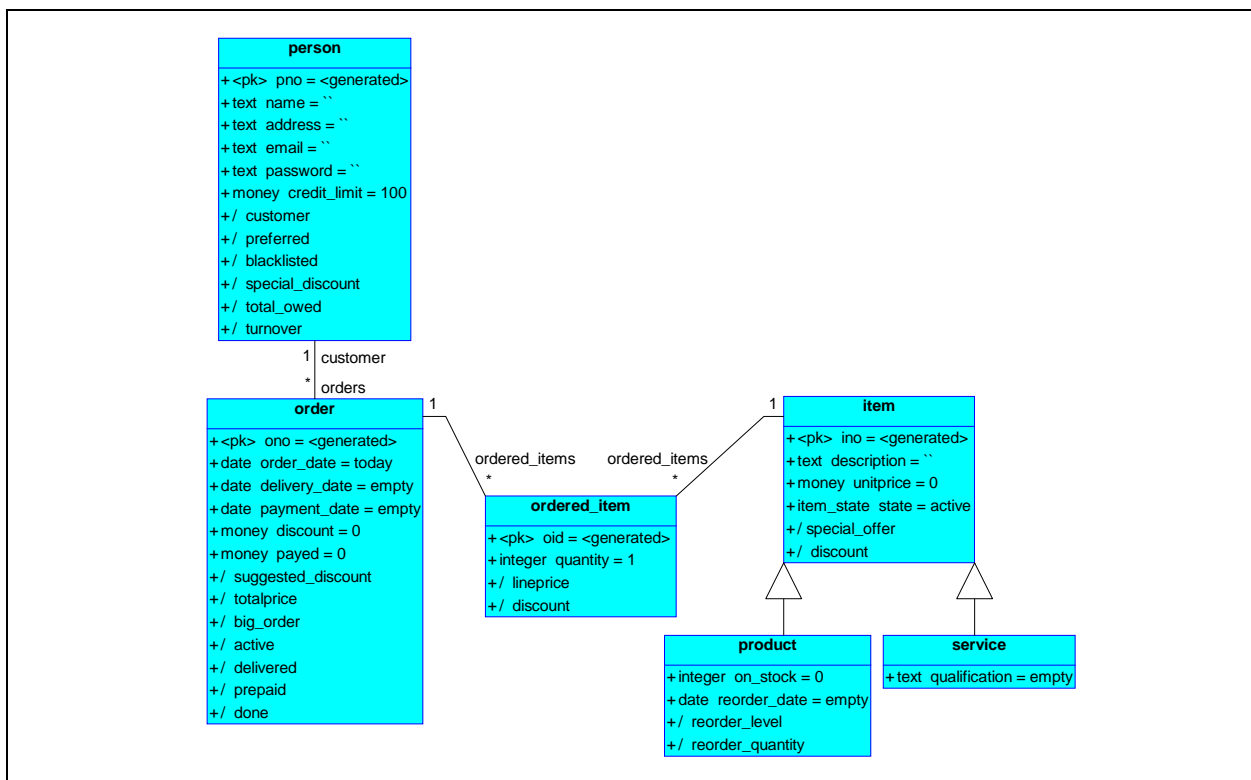 person
+<pk> pno = <generated>
+text name = ``
+text address = ``
+text email = ``
+text password = ``
+money credit_limit = 100
+/ customer
+/ preferred
+/ blacklisted
+/ special_discount
+/ total_owed
+/ turnover
1 customer
* orders
order
+<pk> ono = <generated>
+date order_date = today
+date delivery_date = empty
+date payment_date = empty
+money discount = 0
+money payed = 0
+/ suggested_discount
+/ totalprice
+/ big_order
+/ active
+/ delivered
+/ prepaid
+/ done
1
ordered_items
*
1
ordered_items
*
ordered_item
+<pk> oid = <generated>
+integer quantity = 1
+/ lineprice
+/ discount
item
+<pk> ino = <generated>
+text description = ``
+money unitprice = 0
+item_state state = active
+/ special_offer
+/ discount
product
+integer on_stock = 0
+date reorder_date = empty
+/ reorder_level
+/ reorder_quantity
service
+text qualification = empty